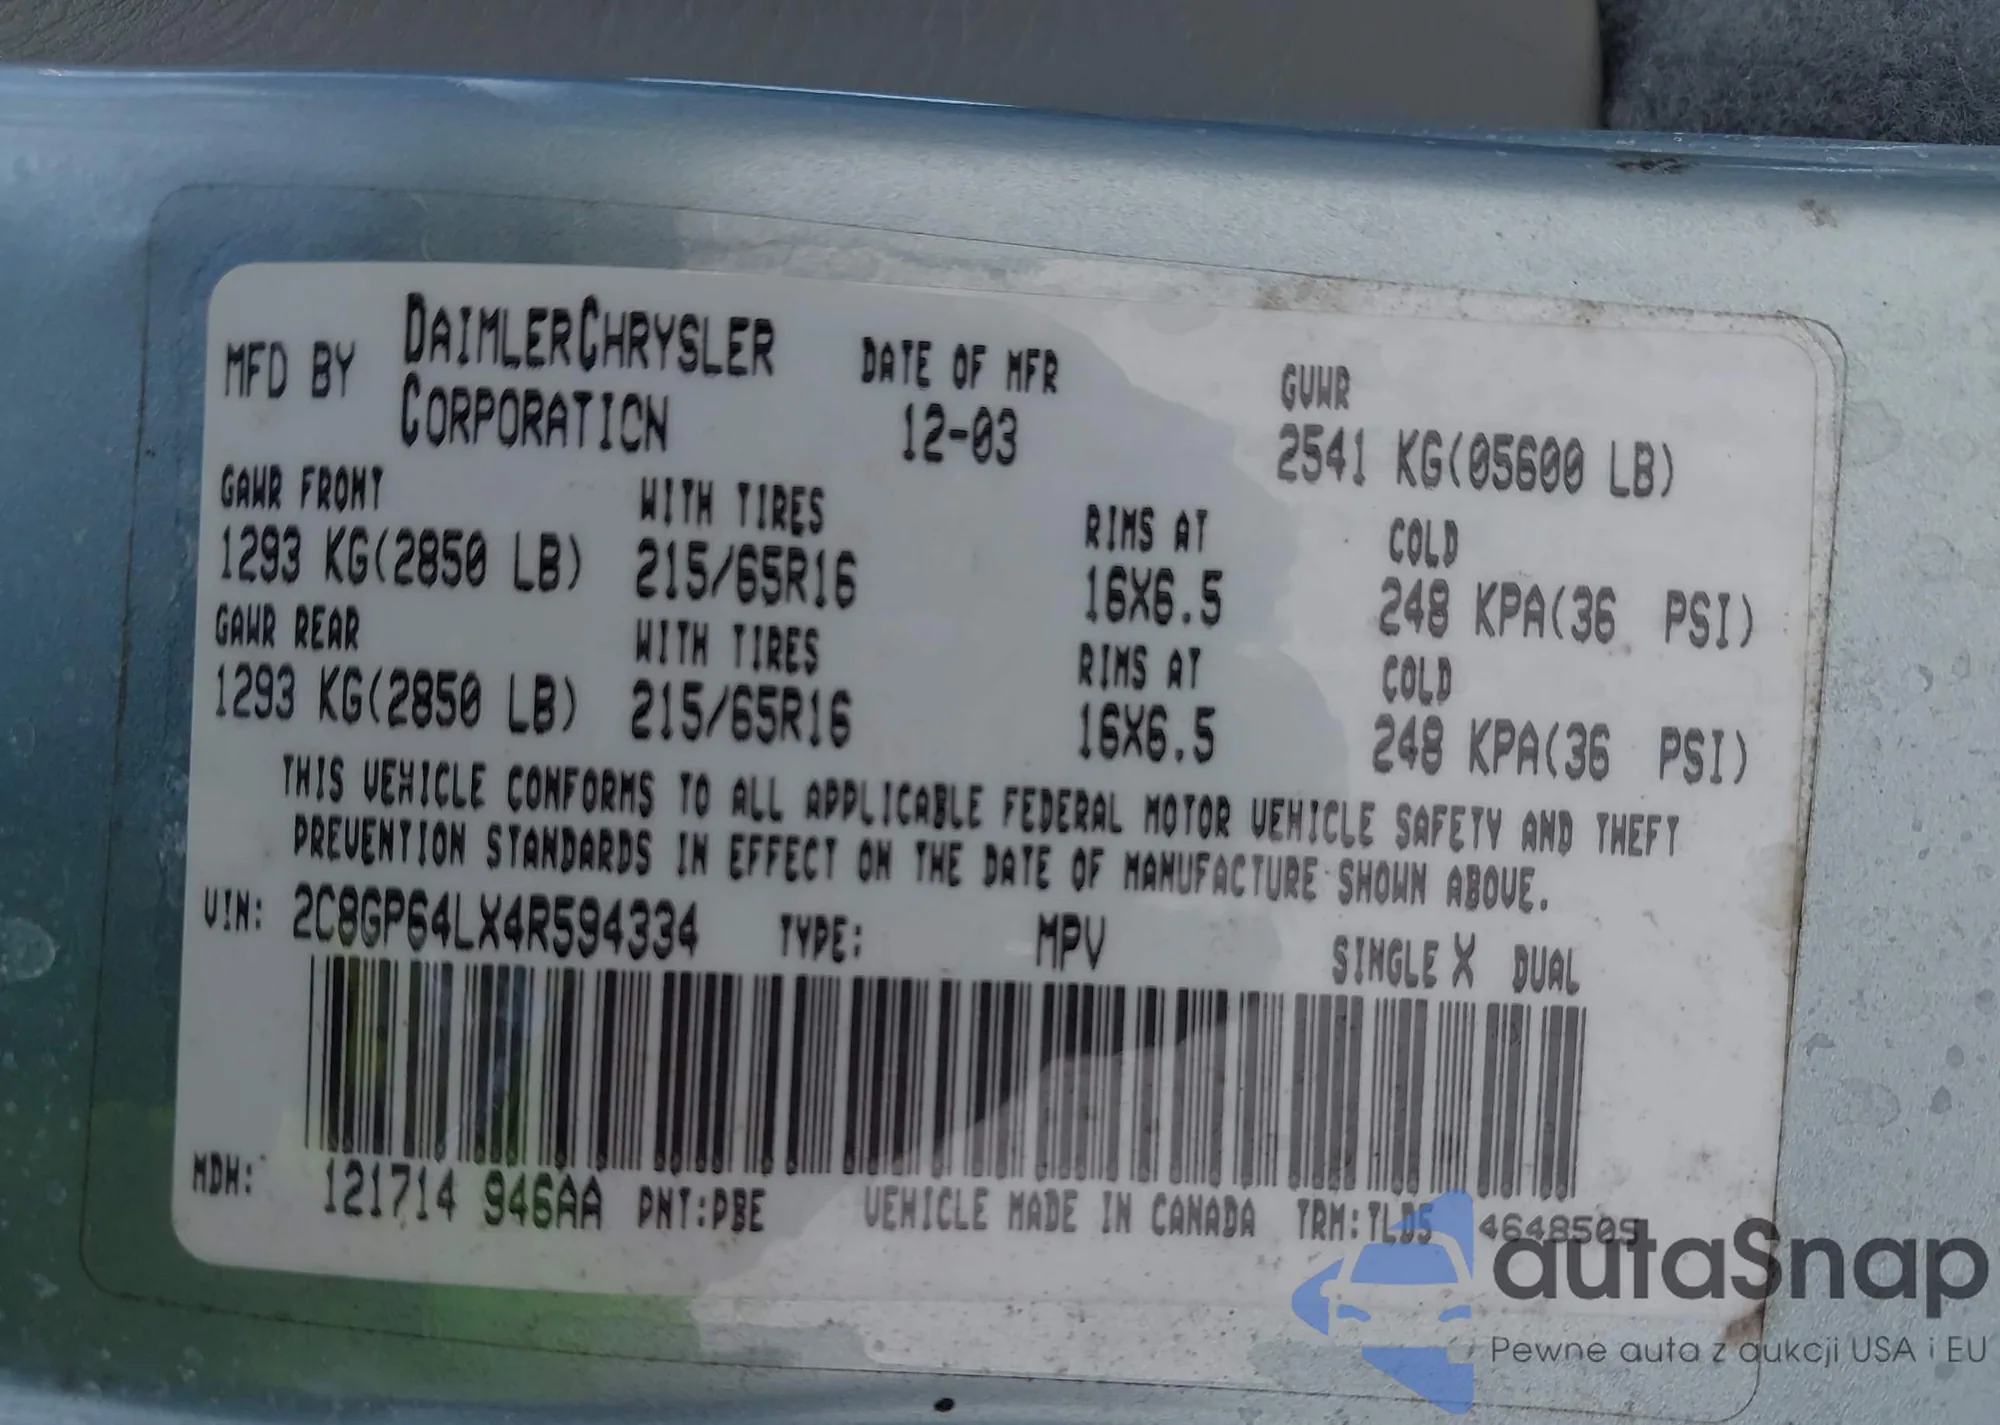 MFD BY DAIMLERCHRYSLER CORPORATION DATE OF MFR 12-03 GVWR 2541 KG(05600 LB)
GAWR FRONT WITH TIRES RIMS AT COLD
1293 KG(2850 LB) 215/65R16 16X6.5 248 KPA(36 PSI)
GAWR REAR WITH TIRES RIMS AT COLD
1293 KG(2850 LB) 215/65R16 16X6.5 248 KPA(36 PSI)
THIS VEHICLE CONFORMS TO ALL APPLICABLE FEDERAL MOTOR VEHICLE SAFETY AND THEFT
PREVENTION STANDARDS IN EFFECT ON THE DATE OF MANUFACTURE SHOWN ABOVE.
VIN: 2C8GP64LX4R594334 TYPE: MPV SINGLE X DUAL
MDH: 121714 946AA PNT:PBE VEHICLE MADE IN CANADA TRM:TLD5 4648505
autaSnap
Pewne auta z aukcji USA i EU